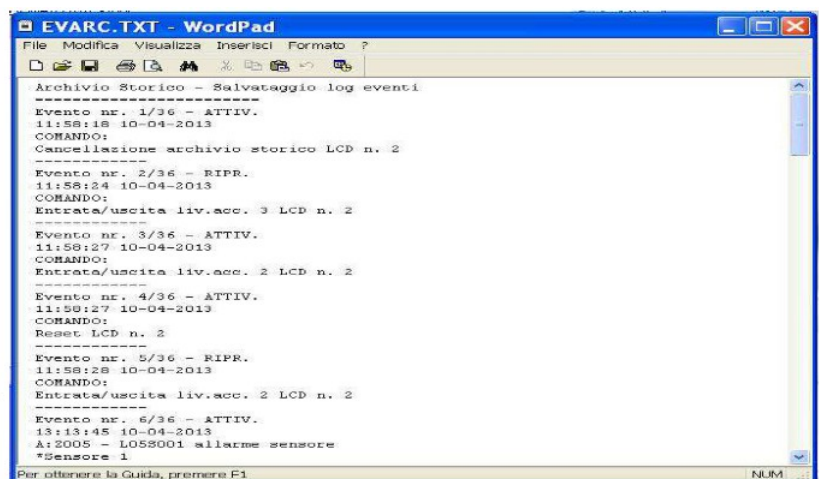 EVARC.TXT - WordPad
File Modifica Visualizza Inserisci Formato ?
Archivio Storico - Salvataggio log eventi
------------------------
Evento nr. 1/36 - ATTIV.
11:58:18 10-04-2013
COMANDO:
Cancellazione archivio storico LCD n. 2
------------
Evento nr. 2/36 - RIPR.
11:58:24 10-04-2013
COMANDO:
Entrata/uscita liv.acc. 3 LCD n. 2
------------
Evento nr. 3/36 - ATTIV.
11:58:27 10-04-2013
COMANDO:
Entrata/uscita liv.acc. 2 LCD n. 2
------------
Evento nr. 4/36 - ATTIV.
11:58:27 10-04-2013
COMANDO:
Reset LCD n. 2
------------
Evento nr. 5/36 - RIPR.
11:58:28 10-04-2013
COMANDO:
Entrata/uscita liv.acc. 2 LCD n. 2
------------
Evento nr. 6/36 - ATTIV.
13:13:45 10-04-2013
A:Z005 - L05S001 allarme sensore
*Sensore 1
Per ottenere la Guida, premere F1
NUM